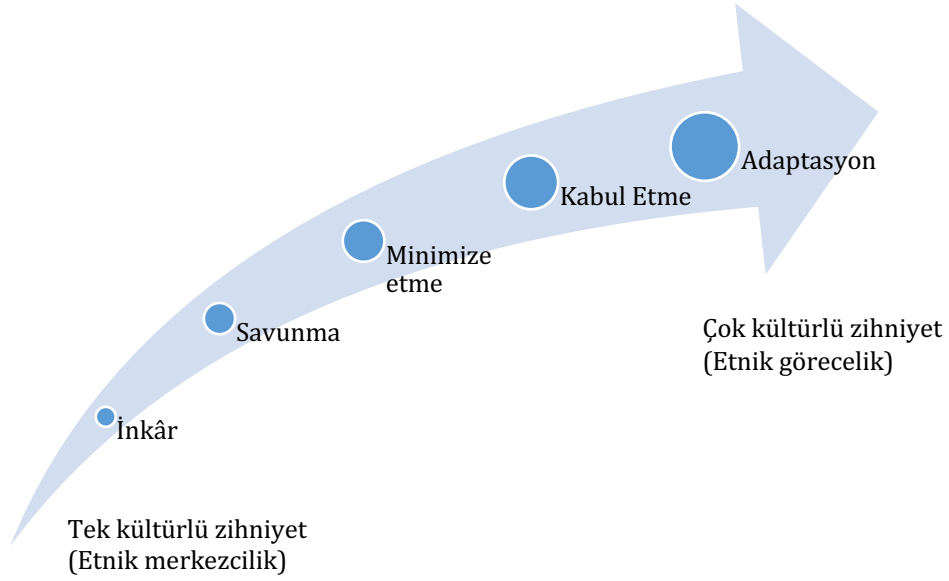 Adaptasyon
Kabul Etme
Minimize
etme
Savunma
Çok kültürlü zihniyet
(Etnik görecelik)
İnkâr
Tek kültürlü zihniyet
(Etnik merkezcilik)